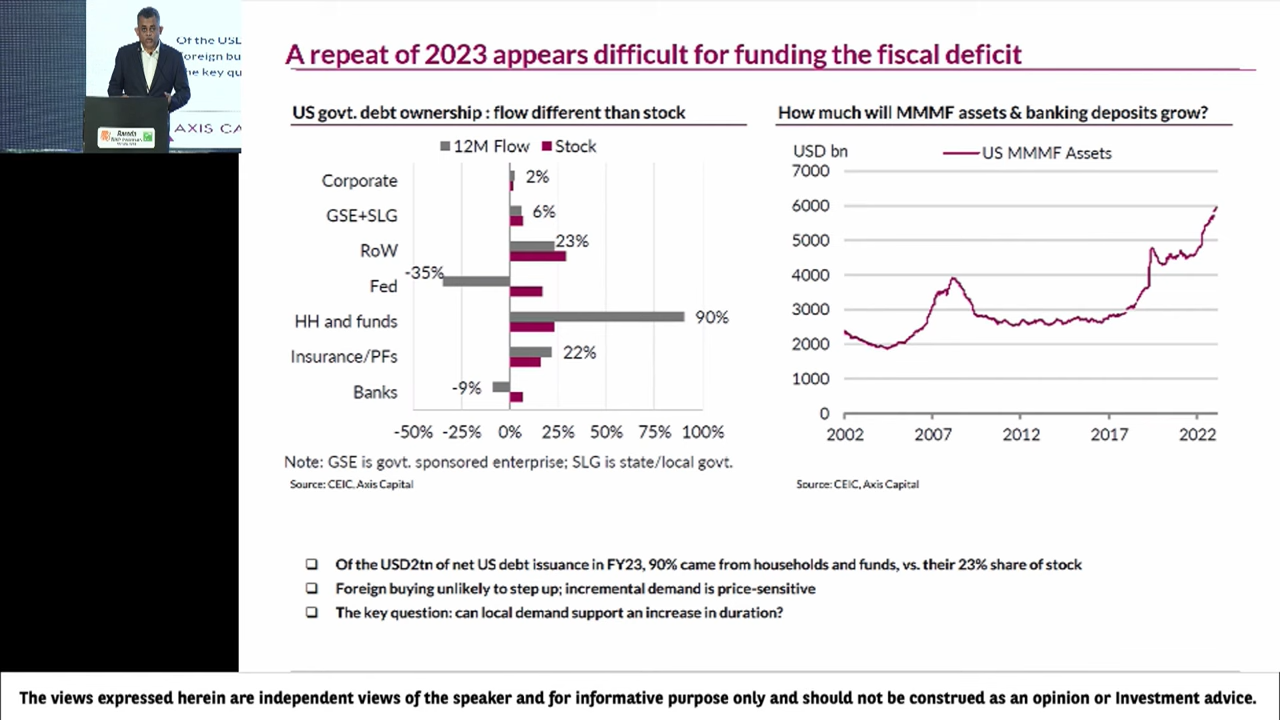 Of the USD
Foreign bu
he key qu
AXIS CA
A repeat of 2023 appears difficult for funding the fiscal deficit
US govt. debt ownership : flow different than stock
12M Flow Stock
Corporate 2%
GSE+SLG 6%
RoW 23%
Fed -35%
HH and funds 90%
Insurance/PFs 22%
Banks -9%
-50% -25% 0% 25% 50% 75% 100%
Note: GSE is govt. sponsored enterprise; SLG is state/local govt.
Source: CEIC, Axis Capital
How much will MMMF assets & banking deposits grow?
USD bn
US MMMF Assets
7000
6000
5000
4000
3000
2000
1000
0
2002 2007 2012 2017 2022
Source: CEIC, Axis Capital
Of the USD2tn of net US debt issuance in FY23, 90% came from households and funds, vs. their 23% share of stock
Foreign buying unlikely to step up; incremental demand is price-sensitive
The key question: can local demand support an increase in duration?
The views expressed herein are independent views of the speaker and for informative purpose only and should not be construed as an opinion or Investment advice.